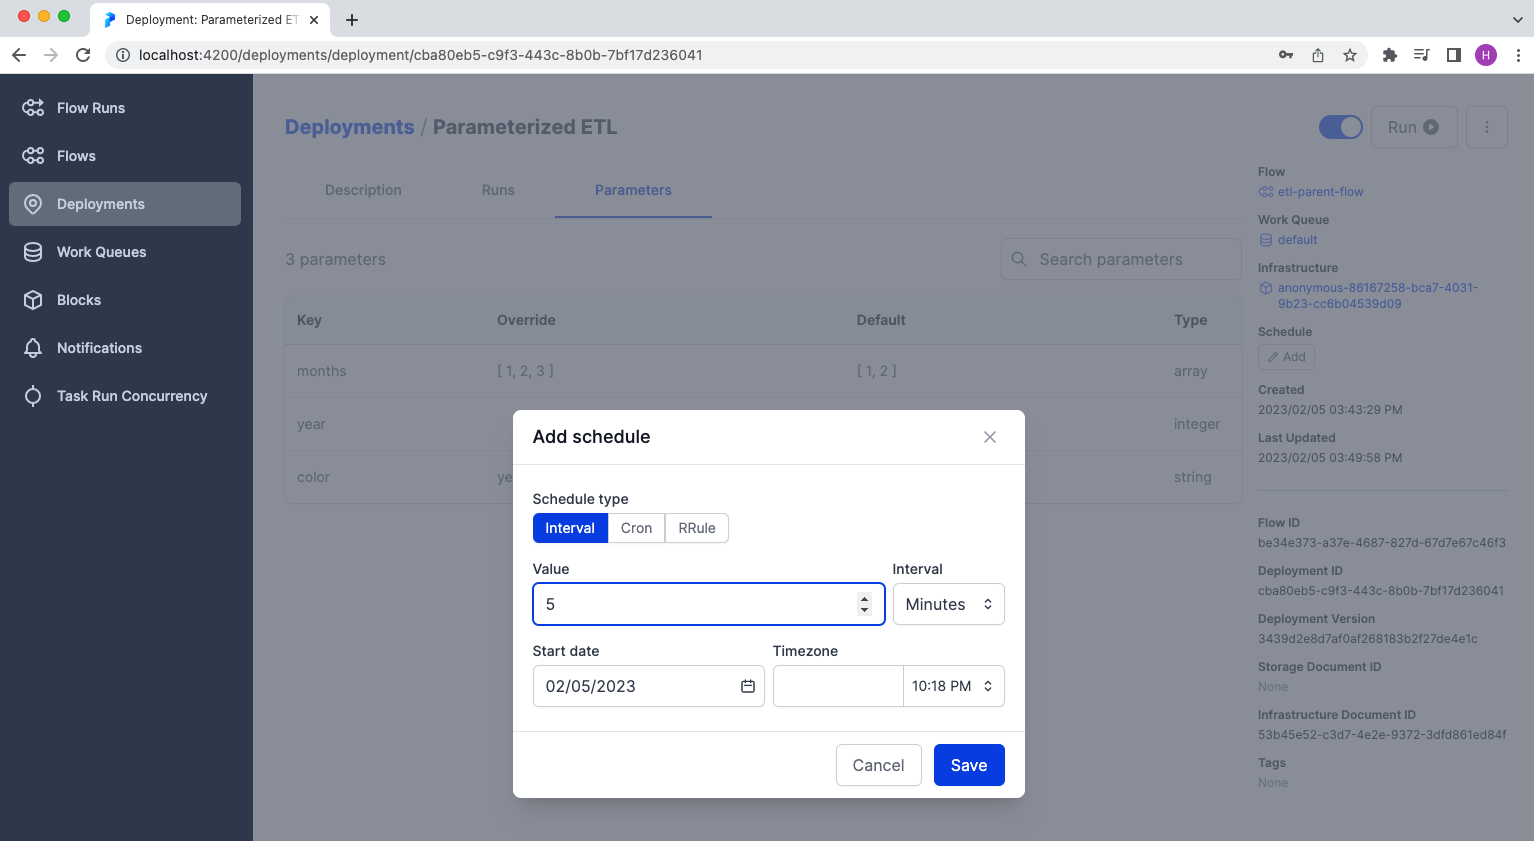 Deployment: Parameterized ET
localhost:4200/deployments/deployment/cba80eb5-c9f3-443c-8b0b-7bf17d236041
H
Flow Runs
Flows
Deployments
Work Queues
Blocks
Notifications
Task Run Concurrency
Deployments / Parameterized ETL
Run
Description Runs Parameters
3 parameters
Search parameters
Key Override Default Type
months [ 1, 2, 3 ] [ 1, 2 ] array
year integer
color ye string
Add schedule
Schedule type
Interval Cron RRule
Value Interval
5 Minutes
Start date Timezone
02/05/2023 10:18 PM
Cancel Save
Flow
etl-parent-flow
Work Queue
default
Infrastructure
anonymous-86167258-bca7-4031-
9b23-cc6b04539d09
Schedule
Add
Created
2023/02/05 03:43:29 PM
Last Updated
2023/02/05 03:49:58 PM
Flow ID
be34e373-a37e-4687-827d-67d7e67c46f3
Deployment ID
cba80eb5-c9f3-443c-8b0b-7bf17d236041
Deployment Version
3439d2e8d7af0af268183b2f27de4e1c
Storage Document ID
None
Infrastructure Document ID
53b45e52-c3d7-4e2e-9372-3dfd861ed84f
Tags
None